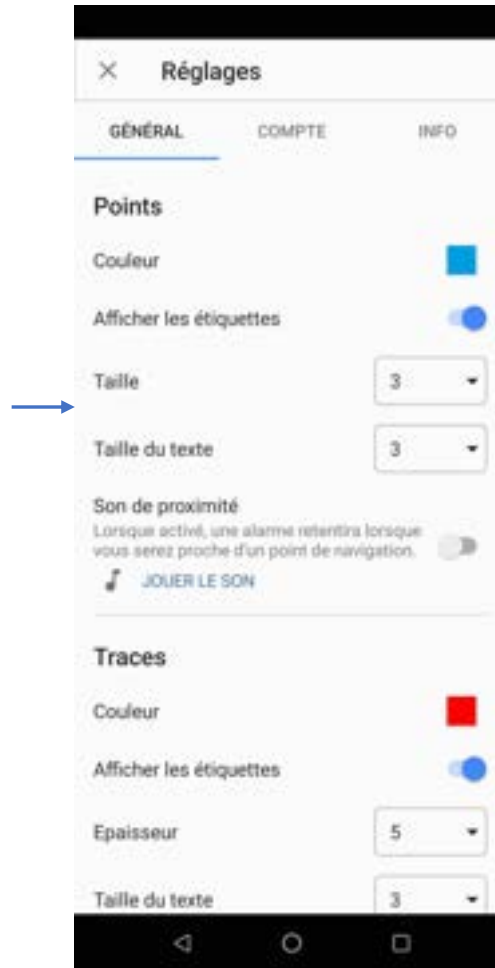 Réglages
GÉNÉRAL COMPTE INFO
Points
Couleur
Afficher les étiquettes
Taille 3
Taille du texte 3
Son de proximité
Lorsque activé, une alarme retentira lorsque
vous serez proche d'un point de navigation.
JOUER LE SON
Traces
Couleur
Afficher les étiquettes
Epaisseur 5
Taille du texte 3